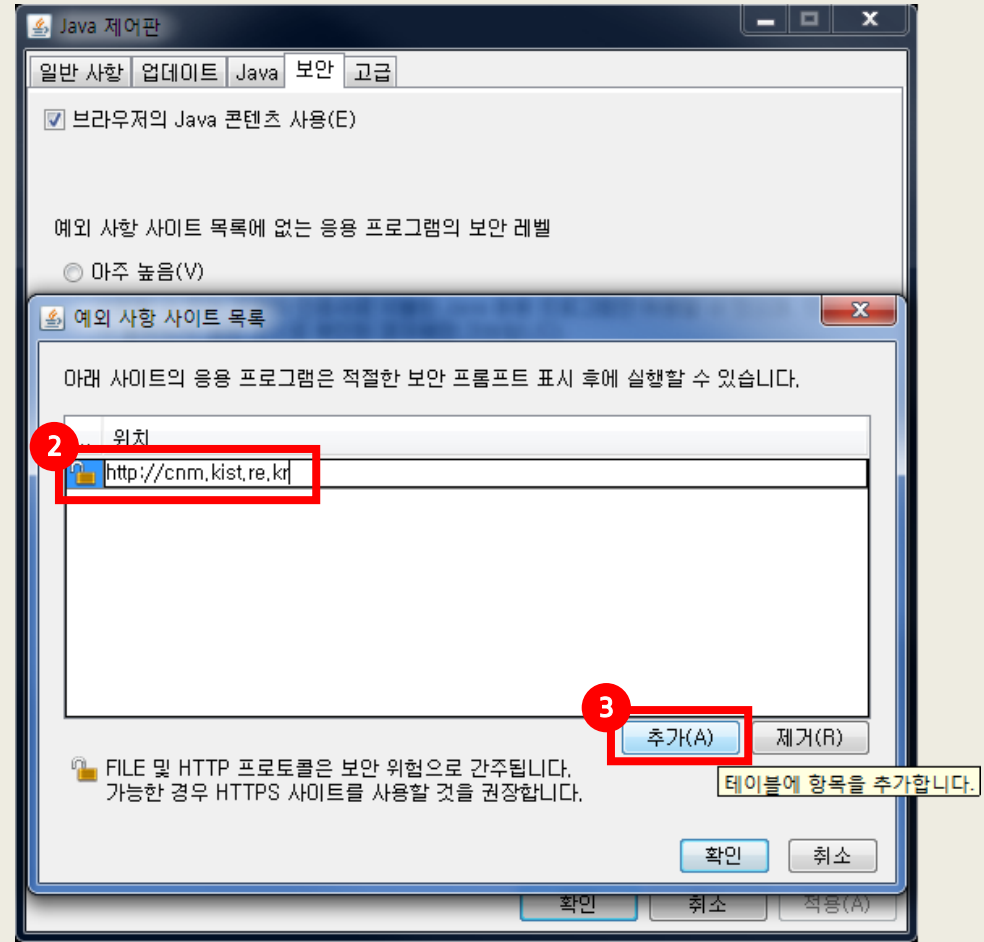 Java 제어판
일반 사항 업데이트 Java 보안 고급
브라우저의 Java 콘텐츠 사용(E)
예외 사항 사이트 목록에 없는 응용 프로그램의 보안 레벨
아주 높음(V)
예외 사항 사이트 목록
아래 사이트의 응용 프로그램은 적절한 보안 프롬프트 표시 후에 실행할 수 있습니다.
2
... 위치
http://cnm.kist.re.kr
3
추가(A) 제거(R)
FILE 및 HTTP 프로토콜은 보안 위험으로 간주됩니다.
가능한 경우 HTTPS 사이트를 사용할 것을 권장합니다.
테이블에 항목을 추가합니다.
확인 취소
확인 취소 적용(A)